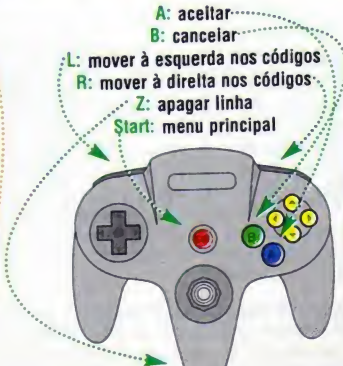 A: aceitar
B: cancelar
L: mover à esquerda nos códigos
R: mover à direita nos códigos
Z: apagar linha
Start: menu principal
B